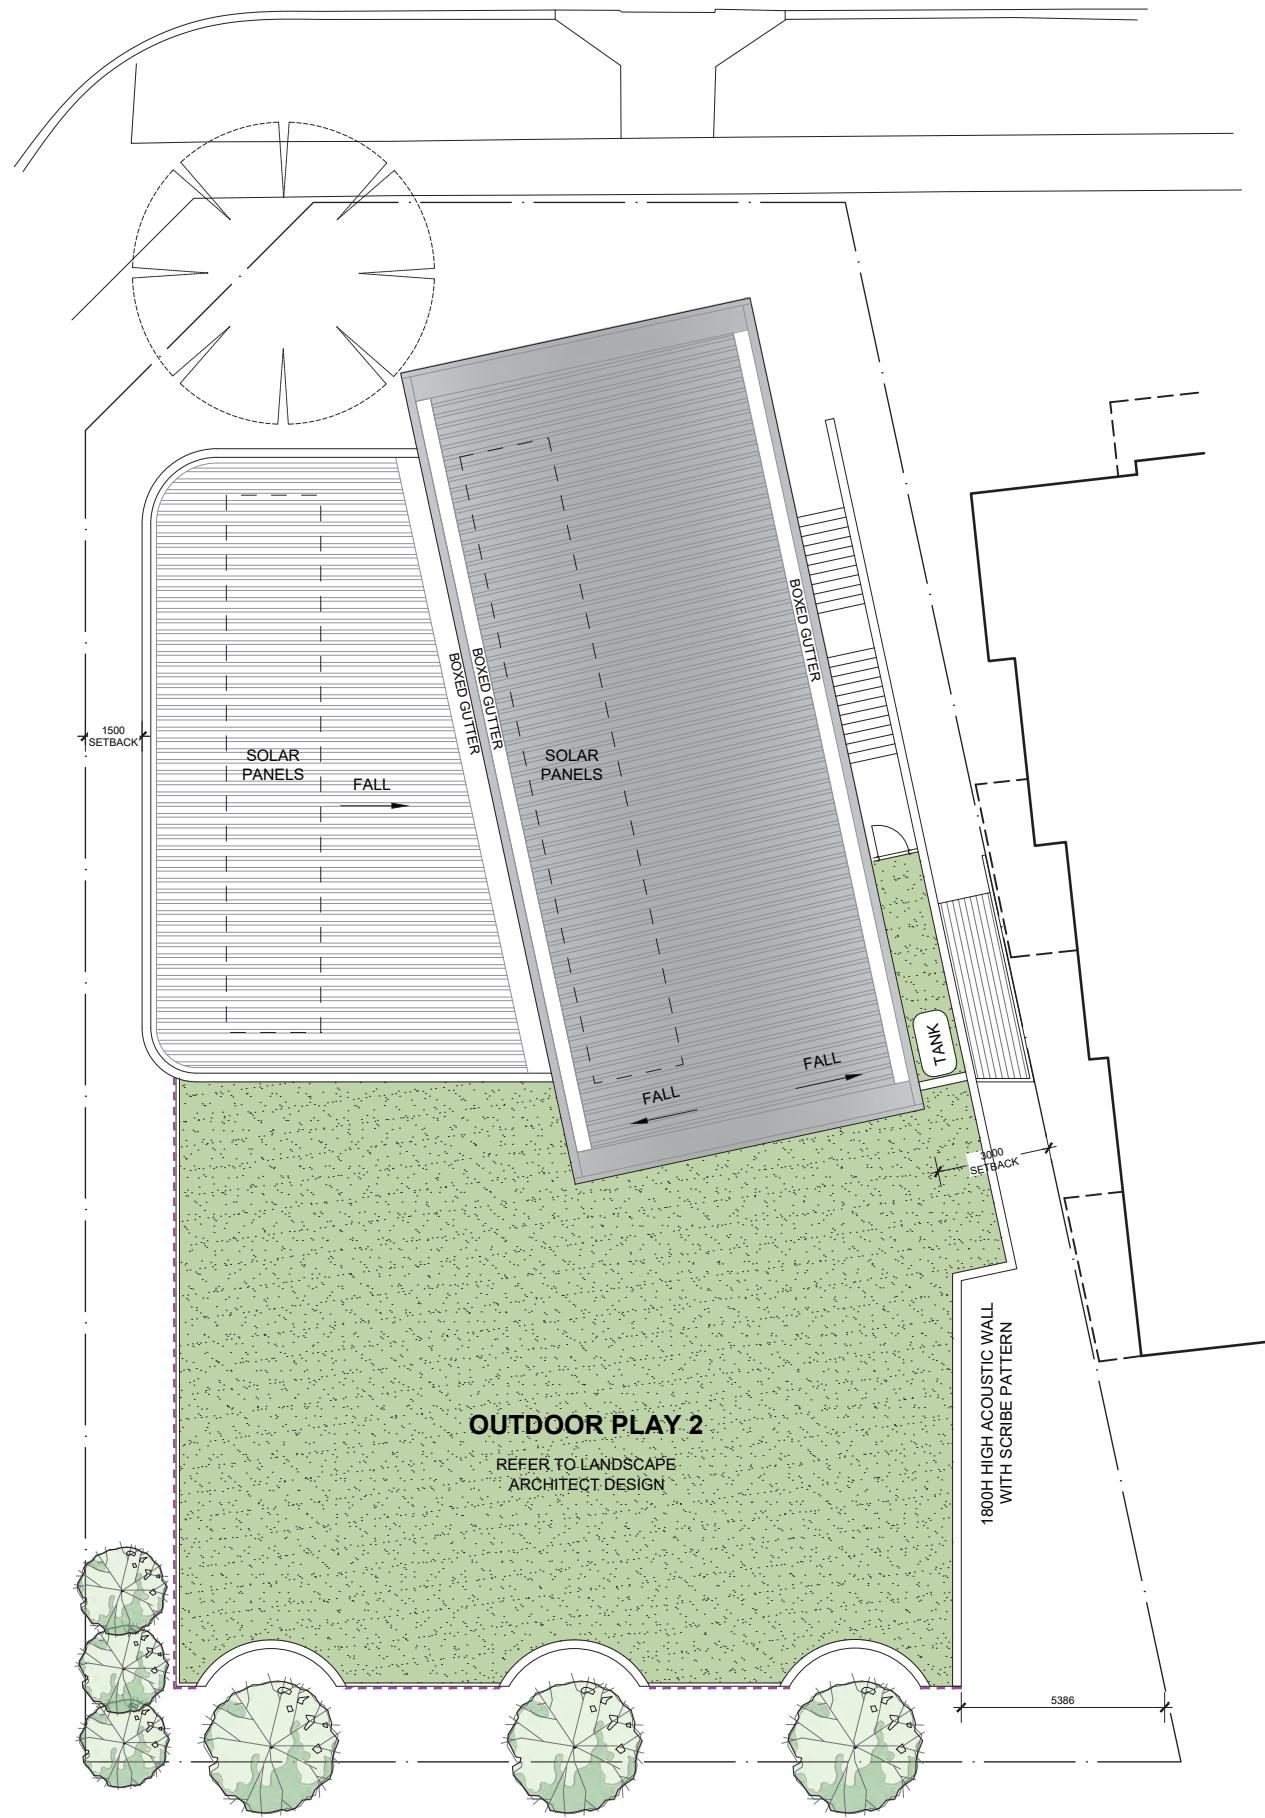 BOXED GUTTER
BOXED GUTTER
BOXED GUTTER
1500
SETBACK
SOLAR
PANELS
FALL
SOLAR
PANELS
TANK
FALL
FALL
3000
SETBACK
1800H HIGH ACOUSTIC WALL
WITH SCRIBE PATTERN
OUTDOOR PLAY 2
REFER TO LANDSCAPE
ARCHITECT DESIGN
5386